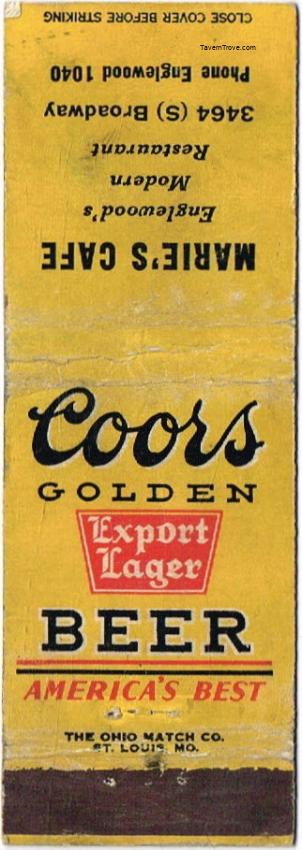 CLOSE COVER BEFORE STRIKING
TavernTrove.com
MARIE'S CAFE
Englewood's
Modern
Restaurant
3464 (S) Broadway
Phone Englewood 1040
Coors
GOLDEN
Export
Lager
BEER
AMERICA'S BEST
THE OHIO MATCH CO.
ST. LOUIS, MO.